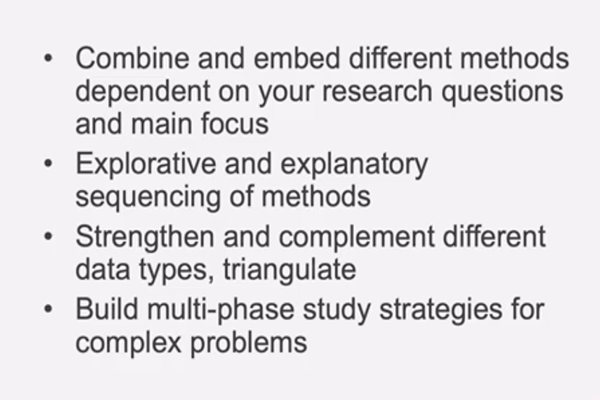 • Combine and embed different methods
dependent on your research questions
and main focus
• Explorative and explanatory
sequencing of methods
• Strengthen and complement different
data types, triangulate
• Build multi-phase study strategies for
complex problems